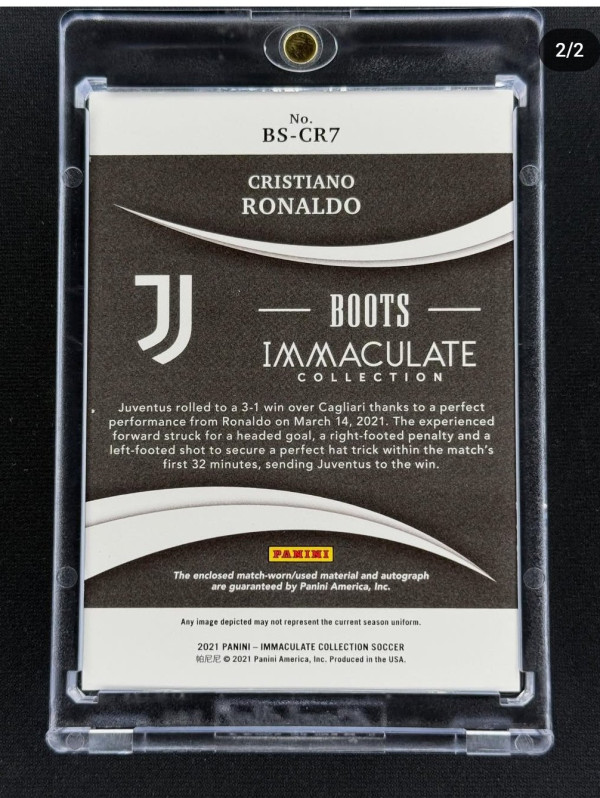 2/2
No.
BS-CR7
CRISTIANO
RONALDO
BOOTS
IMMACULATE
COLLECTION
Juventus rolled to a 3-1 win over Cagliari thanks to a perfect
performance from Ronaldo on March 14, 2021. The experienced
forward struck for a headed goal, a right-footed penalty and a
left-footed shot to secure a perfect hat trick within the match's
first 32 minutes, sending Juventus to the win.
PANINI
The enclosed match-worn/used material and autograph
are guaranteed by Panini America, Inc.
Any image depicted may not represent the current season uniform.
2021 PANINI – IMMACULATE COLLECTION SOCCER
帕尼尼 © 2021 Panini America, Inc. Produced in the USA.